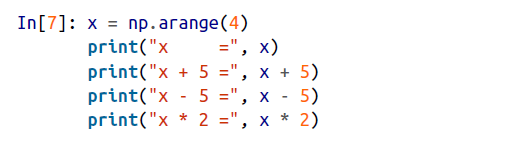 In[7]: x = np.arange(4)
print("x     =", x)
print("x + 5 =", x + 5)
print("x - 5 =", x - 5)
print("x * 2 =", x * 2)